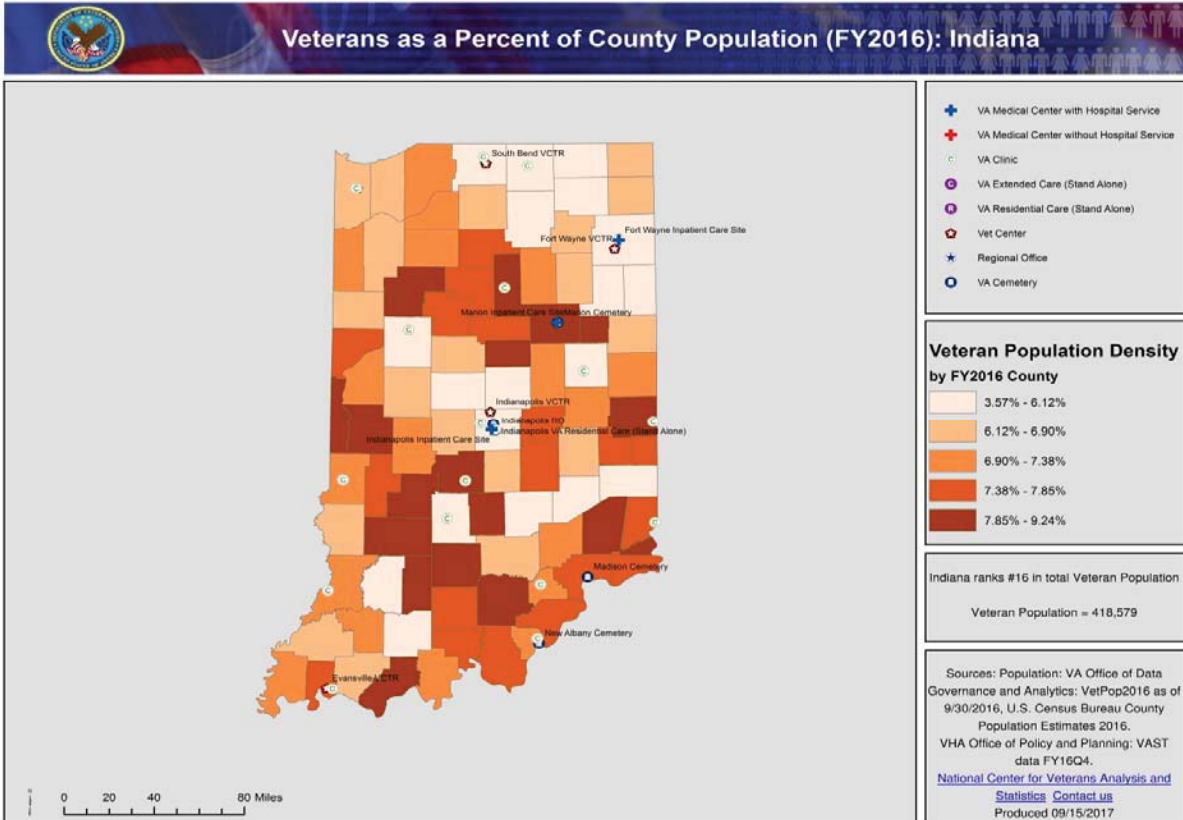 Veterans as a Percent of County Population (FY2016): Indiana
South Bend VCTR
Fort Wayne Inpatient Care Site
Fort Wayne VCTR
Marion Inpatient Care Site Marion Cemetery
Indianapolis VCTR
Indianapolis RO
Indianapolis VA Residential Care (Stand Alone)
Indianapolis Inpatient Care Site
Madison Cemetery
New Albany Cemetery
Evansville VCTR
0 20 40 80 Miles
VA Medical Center with Hospital Service
VA Medical Center without Hospital Service
C VA Clinic
C VA Extended Care (Stand Alone)
R VA Residential Care (Stand Alone)
Vet Center
Regional Office
VA Cemetery
Veteran Population Density
by FY2016 County
3.57% - 6.12%
6.12% - 6.90%
6.90% - 7.38%
7.38% - 7.85%
7.85% - 9.24%
Indiana ranks #16 in total Veteran Population
Veteran Population = 418,579
Sources: Population: VA Office of Data
Governance and Analytics: VetPop2016 as of
9/30/2016, U.S. Census Bureau County
Population Estimates 2016.
VHA Office of Policy and Planning: VAST
data FY16Q4.
National Center for Veterans Analysis and
Statistics Contact us
Produced 09/15/2017